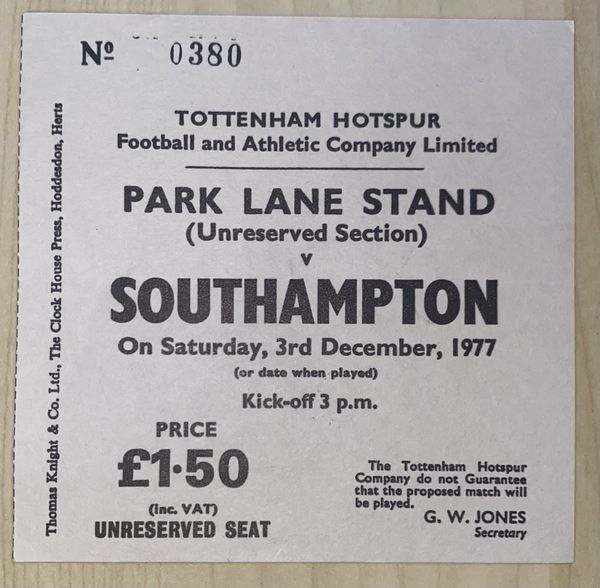 Nº 0380
TOTTENHAM HOTSPUR
Football and Athletic Company Limited
PARK LANE STAND
(Unreserved Section)
v
SOUTHAMPTON
On Saturday, 3rd December, 1977
(or date when played)
Kick-off 3 p.m.
PRICE
£1·50
(inc. VAT)
UNRESERVED SEAT
The Tottenham Hotspur
Company do not Guarantee
that the proposed match will
be played.
G. W. JONES
Secretary
Thomas Knight & Co. Ltd., The Clock House Press, Hoddesdon, Herts